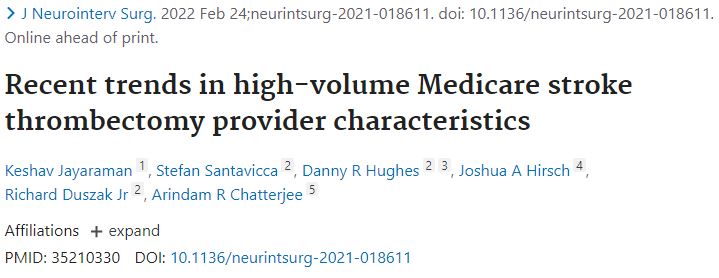 J Neurointerv Surg. 2022 Feb 24;neurintsurg-2021-018611. doi: 10.1136/neurintsurg-2021-018611.
Online ahead of print.
Recent trends in high-volume Medicare stroke
thrombectomy provider characteristics
Keshav Jayaraman 1, Stefan Santavicca 2, Danny R Hughes 2 3, Joshua A Hirsch 4,
Richard Duszak Jr 2, Arindam R Chatterjee 5
Affiliations + expand
PMID: 35210330 DOI: 10.1136/neurintsurg-2021-018611